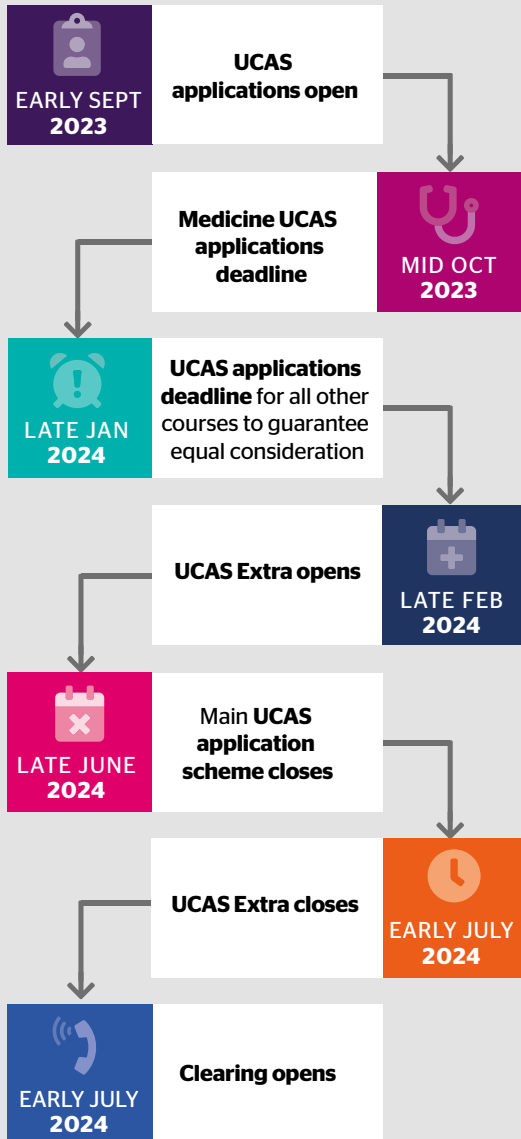 EARLY SEPT
2023
UCAS
applications open
Medicine UCAS
applications
deadline
MID OCT
2023
LATE JAN
2024
UCAS applications
deadline for all other
courses to guarantee
equal consideration
UCAS Extra opens
LATE FEB
2024
LATE JUNE
2024
Main UCAS
application
scheme closes
UCAS Extra closes
EARLY JULY
2024
EARLY JULY
2024
Clearing opens